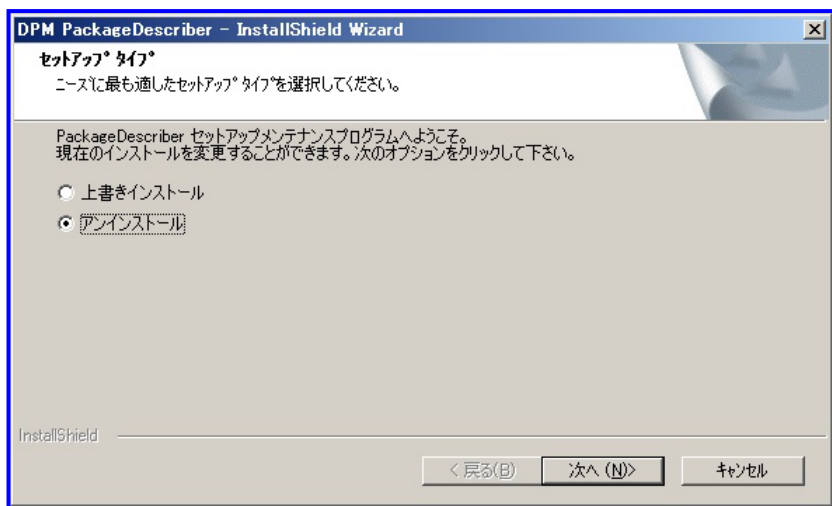 DPM PackageDescriber - InstallShield Wizard
セットアップ タイプ
ニーズに最も適したセットアップ タイプを選択してください。
PackageDescriber セットアップメンテナンスプログラムへようこそ。
現在のインストールを変更することができます。次のオプションをクリックして下さい。
上書きインストール
アンインストール
InstallShield
< 戻る(B)
次へ (N)>
キャンセル